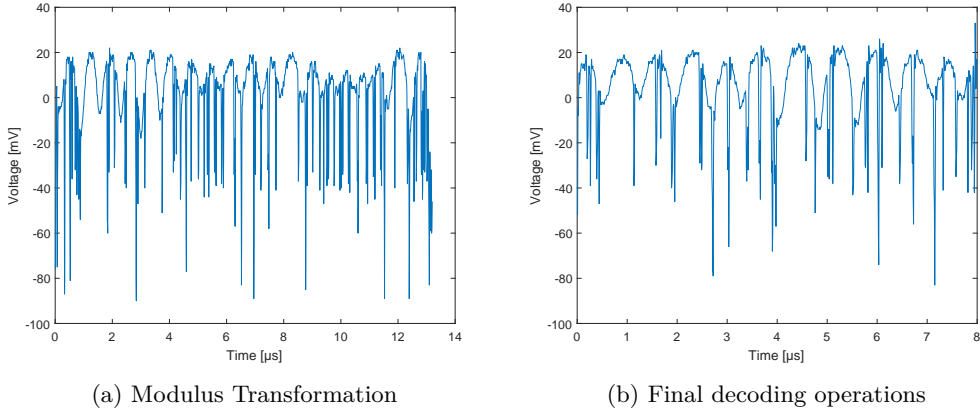 40
20
0
-20
-40
-60
-80
-100
Voltage [mV]
0 2 4 6 8 10 12 14
Time [µs]
(a) Modulus Transformation
40
20
0
-20
-40
-60
-80
-100
Voltage [mV]
0 1 2 3 4 5 6 7 8
Time [µs]
(b) Final decoding operations